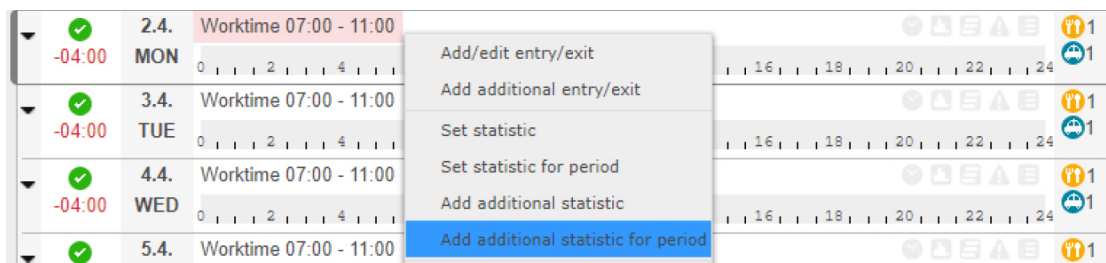 2.4. Worktime 07:00 - 11:00 1
-04:00 MON 0 2 4 16 18 20 22 24 1
Add/edit entry/exit
Add additional entry/exit
3.4. Worktime 07:00 - 11:00 1
-04:00 TUE 0 2 4 16 18 20 22 24 1
Set statistic
Set statistic for period
4.4. Worktime 07:00 - 11:00 1
-04:00 WED 0 2 4 16 18 20 22 24 1
Add additional statistic
Add additional statistic for period
5.4. Worktime 07:00 - 11:00 1